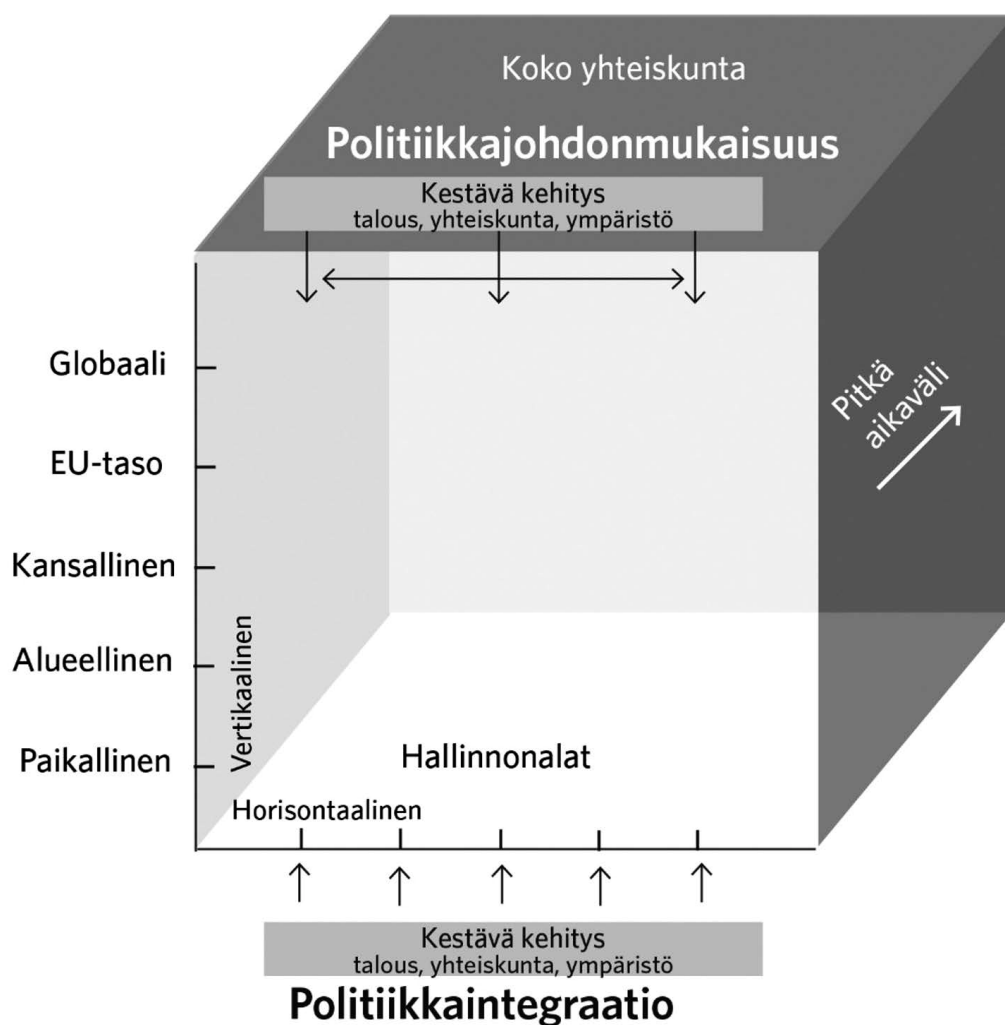 Koko yhteiskunta
Politiikkajohdonmukaisuus
Kestävä kehitys
talous, yhteiskunta, ympäristö
Globaali
EU-taso
Kansallinen
Alueellinen
Paikallinen
Vertikaalinen
Pitkä
aikaväli
Hallinnonalat
Horisontaalinen
Kestävä kehitys
talous, yhteiskunta, ympäristö
Politiikkaintegraatio